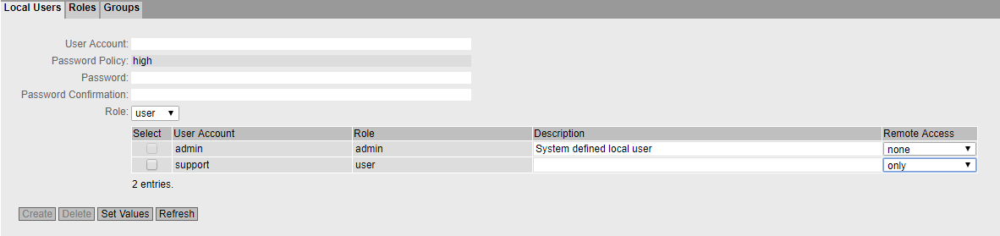 Local Users Roles Groups
User Account:
Password Policy: high
Password:
Password Confirmation:
Role: user
Select User Account Role Description Remote Access
admin admin System defined local user none
support user only
2 entries.
Create Delete Set Values Refresh